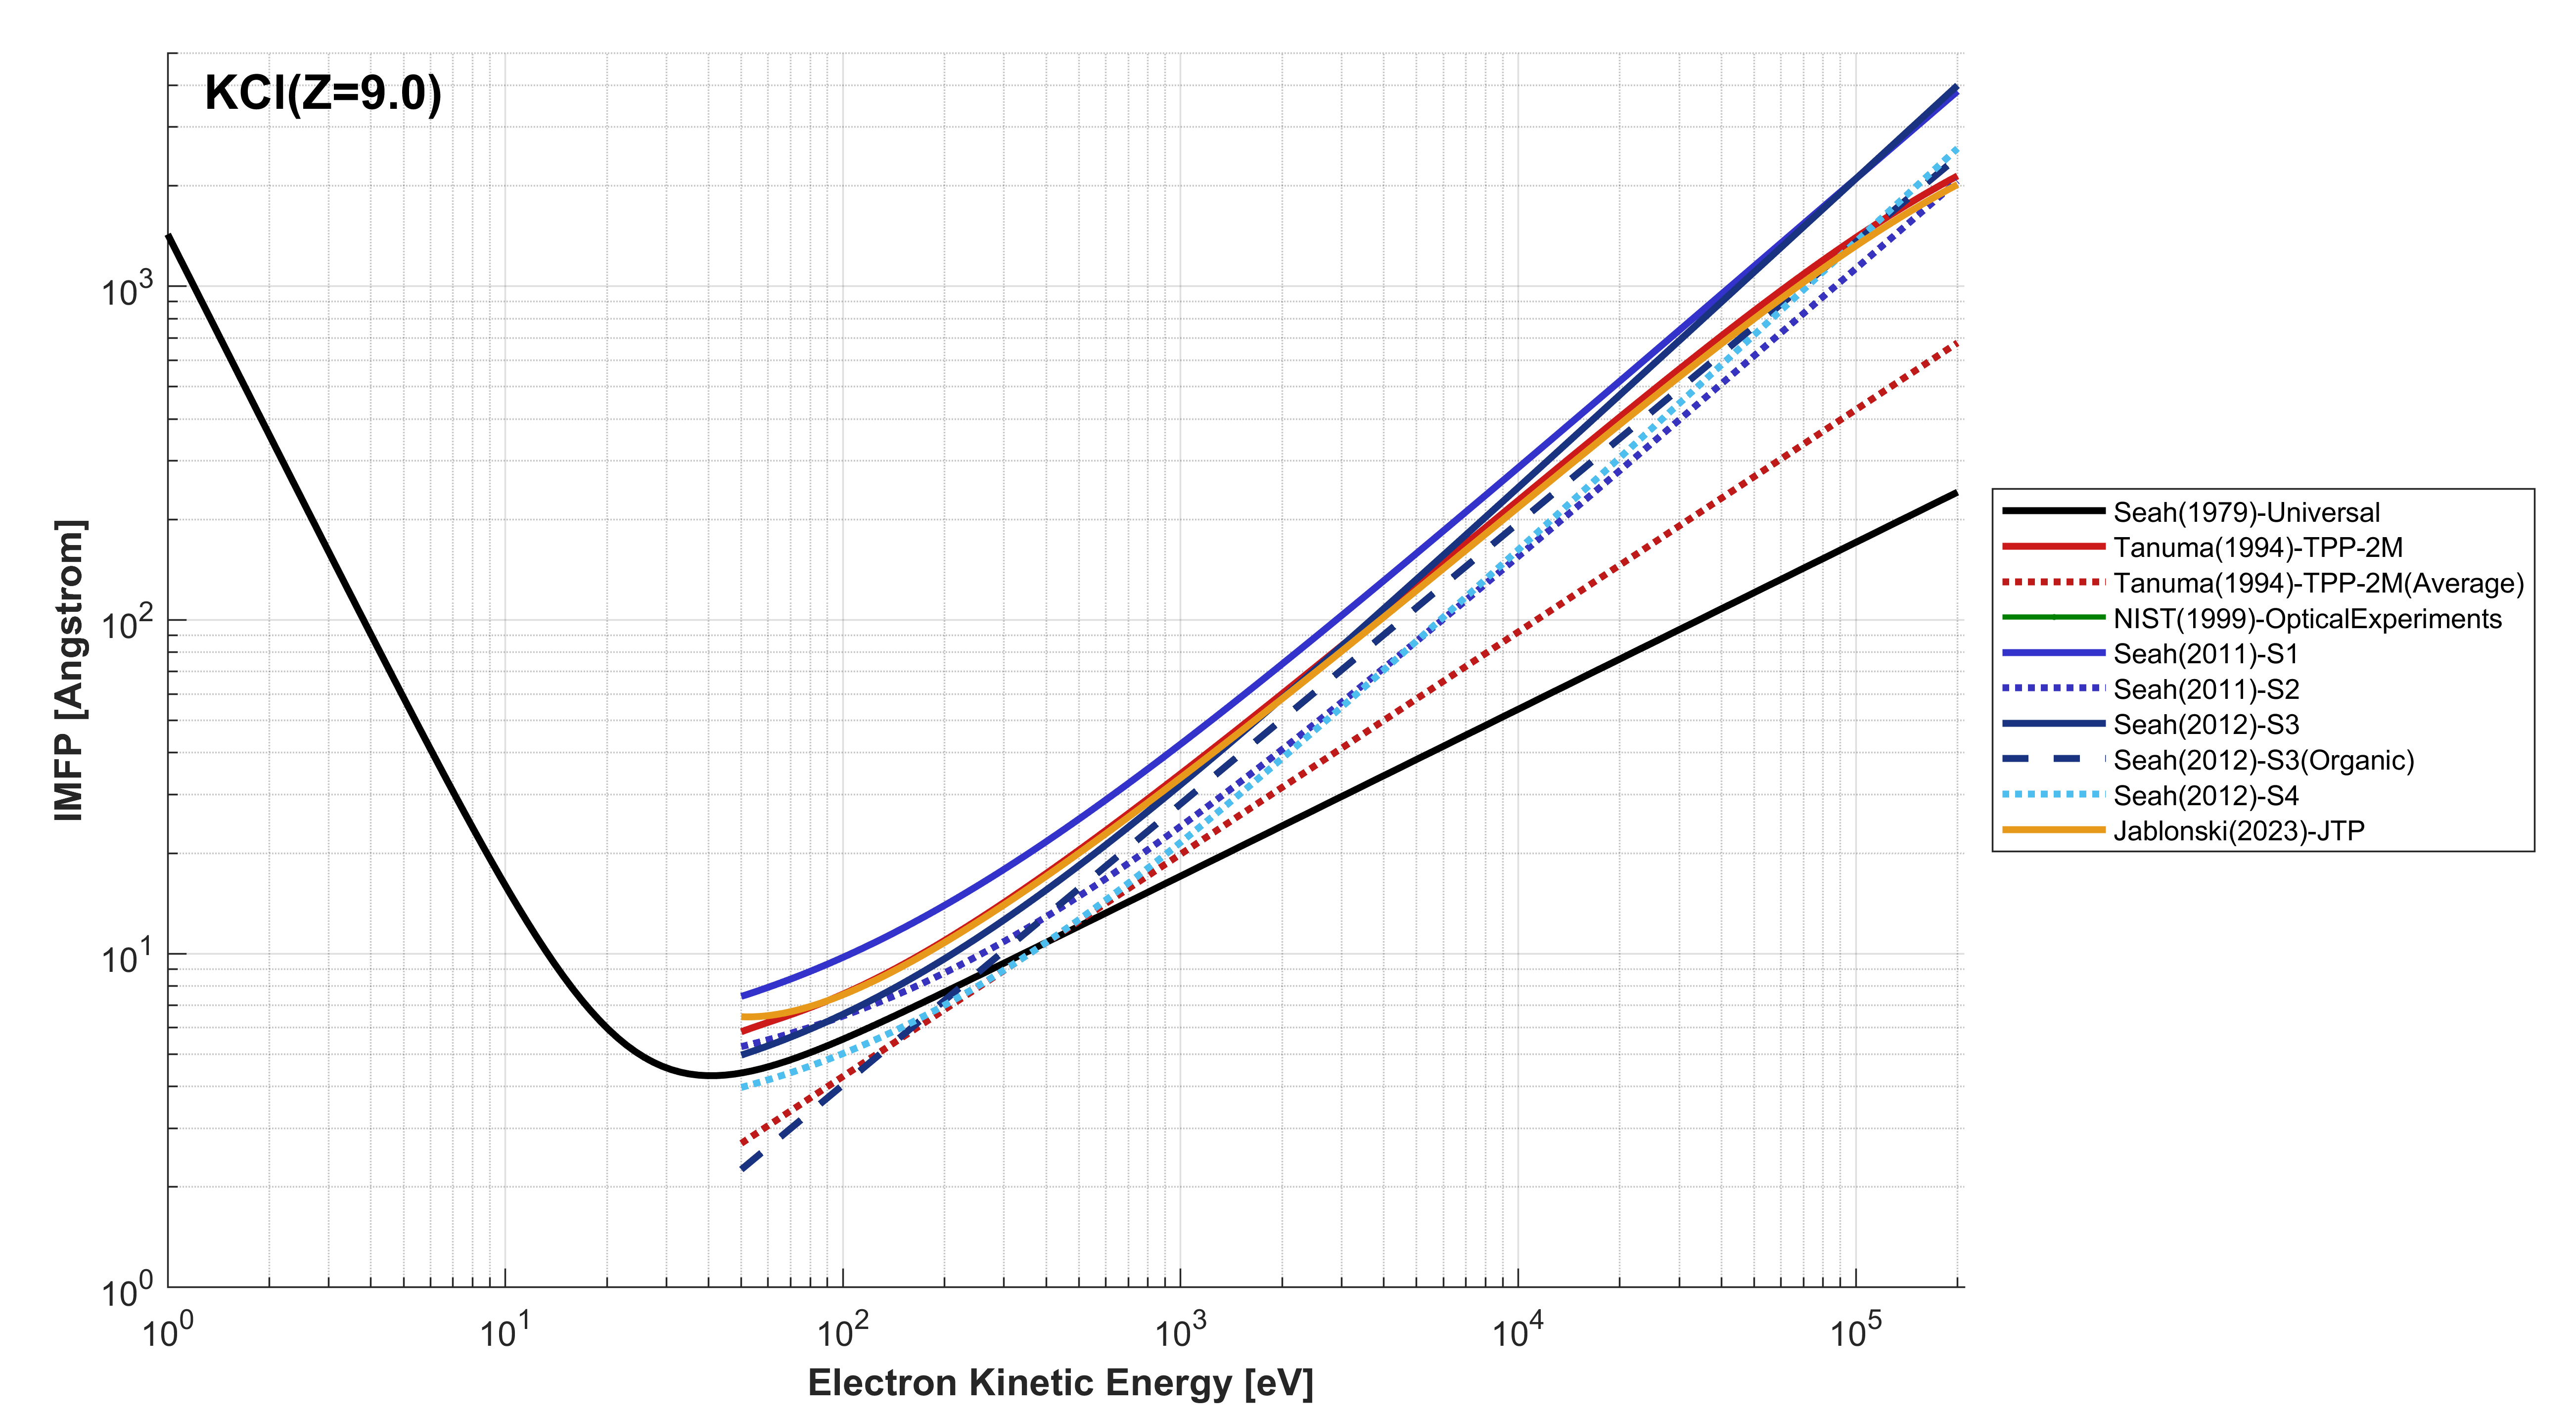 KCl(Z=9.0)
IMFP [Angstrom]
10^3
10^2
10^1
10^0
10^0 10^1 10^2 10^3 10^4 10^5
Electron Kinetic Energy [eV]
Seah(1979)-Universal
Tanuma(1994)-TPP-2M
Tanuma(1994)-TPP-2M(Average)
NIST(1999)-OpticalExperiments
Seah(2011)-S1
Seah(2011)-S2
Seah(2012)-S3
Seah(2012)-S3(Organic)
Seah(2012)-S4
Jablonski(2023)-JTP